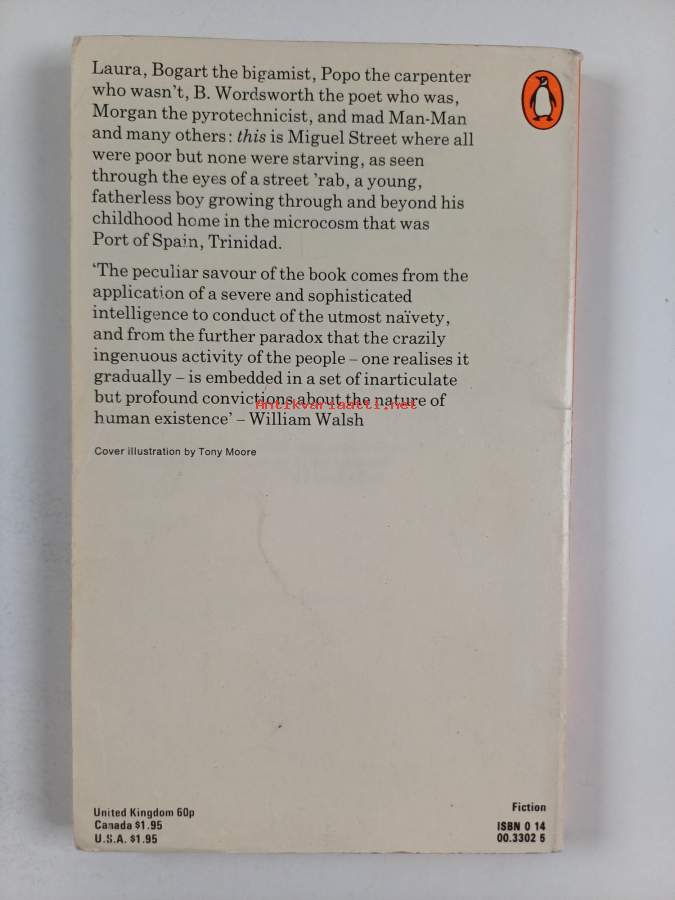 Laura, Bogart the bigamist, Popo the carpenter
who wasn't, B. Wordsworth the poet who was,
Morgan the pyrotechnicist, and mad Man-Man
and many others: this is Miguel Street where all
were poor but none were starving, as seen
through the eyes of a street 'rab, a young,
fatherless boy growing through and beyond his
childhood home in the microcosm that was
Port of Spain, Trinidad.
'The peculiar savour of the book comes from the
application of a severe and sophisticated
intelligence to conduct of the utmost naïvety,
and from the further paradox that the crazily
ingenuous activity of the people – one realises it
gradually – is embedded in a set of inarticulate
but profound convictions about the nature of
Antikvariaatti.net
human existence' – William Walsh
Cover illustration by Tony Moore
United Kingdom 60p
Canada $1.95
U.S.A. $1.95
Fiction
ISBN 0 14
00.3302 5